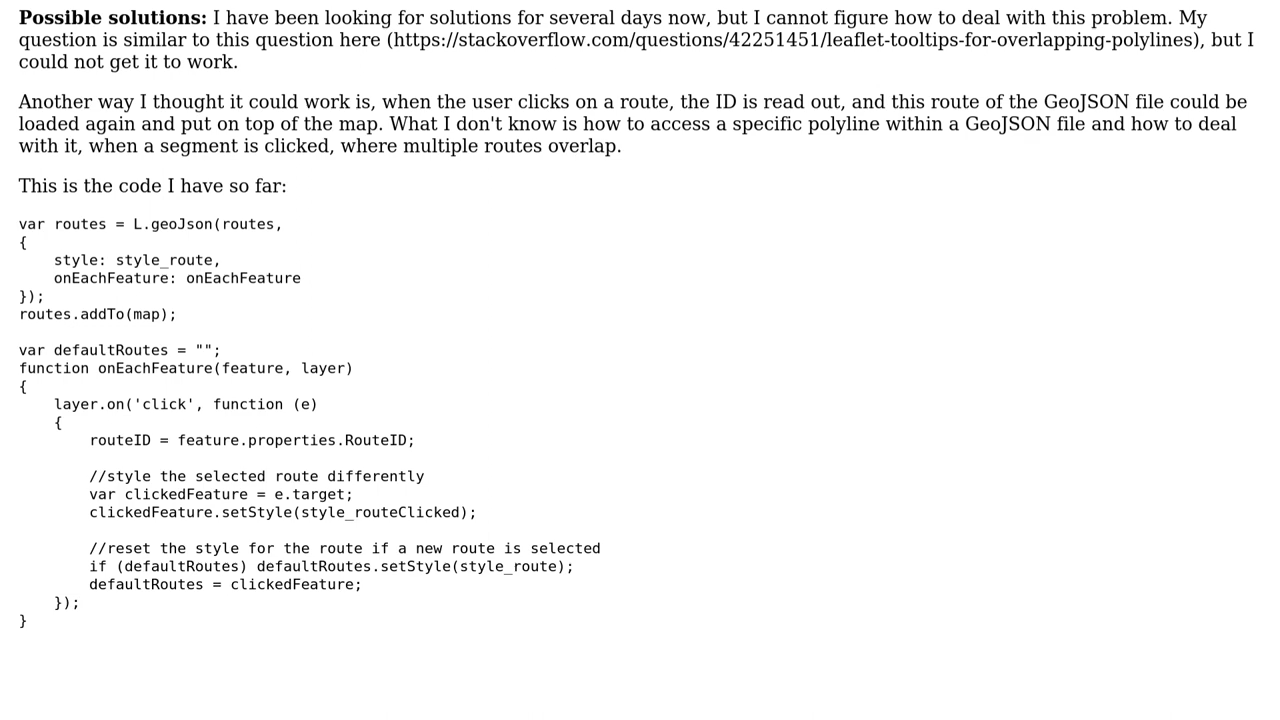 Possible solutions: I have been looking for solutions for several days now, but I cannot figure how to deal with this problem. My
question is similar to this question here (https://stackoverflow.com/questions/42251451/leaflet-tooltips-for-overlapping-polylines), but I
could not get it to work.
Another way I thought it could work is, when the user clicks on a route, the ID is read out, and this route of the GeoJSON file could be
loaded again and put on top of the map. What I don't know is how to access a specific polyline within a GeoJSON file and how to deal
with it, when a segment is clicked, where multiple routes overlap.
This is the code I have so far:
var routes = L.geoJson(routes,
{
    style: style_route,
    onEachFeature: onEachFeature
});
routes.addTo(map);

var defaultRoutes = "";
function onEachFeature(feature, layer)
{
    layer.on('click', function (e)
    {
        routeID = feature.properties.RouteID;

        //style the selected route differently
        var clickedFeature = e.target;
        clickedFeature.setStyle(style_routeClicked);

        //reset the style for the route if a new route is selected
        if (defaultRoutes) defaultRoutes.setStyle(style_route);
        defaultRoutes = clickedFeature;
    });
}